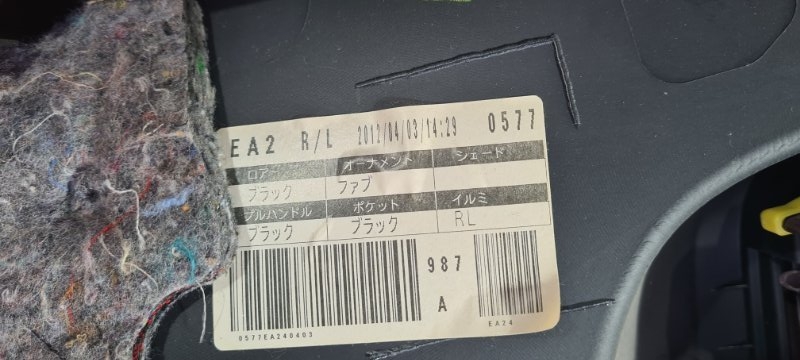 EA2 R/L 2012/04/03/14:29 0577
ロアー オーナメント シェード
ブラック ファブ
プルハンドル ポケット イルミ
ブラック ブラック RL
987
A
0577EA240403 EA24